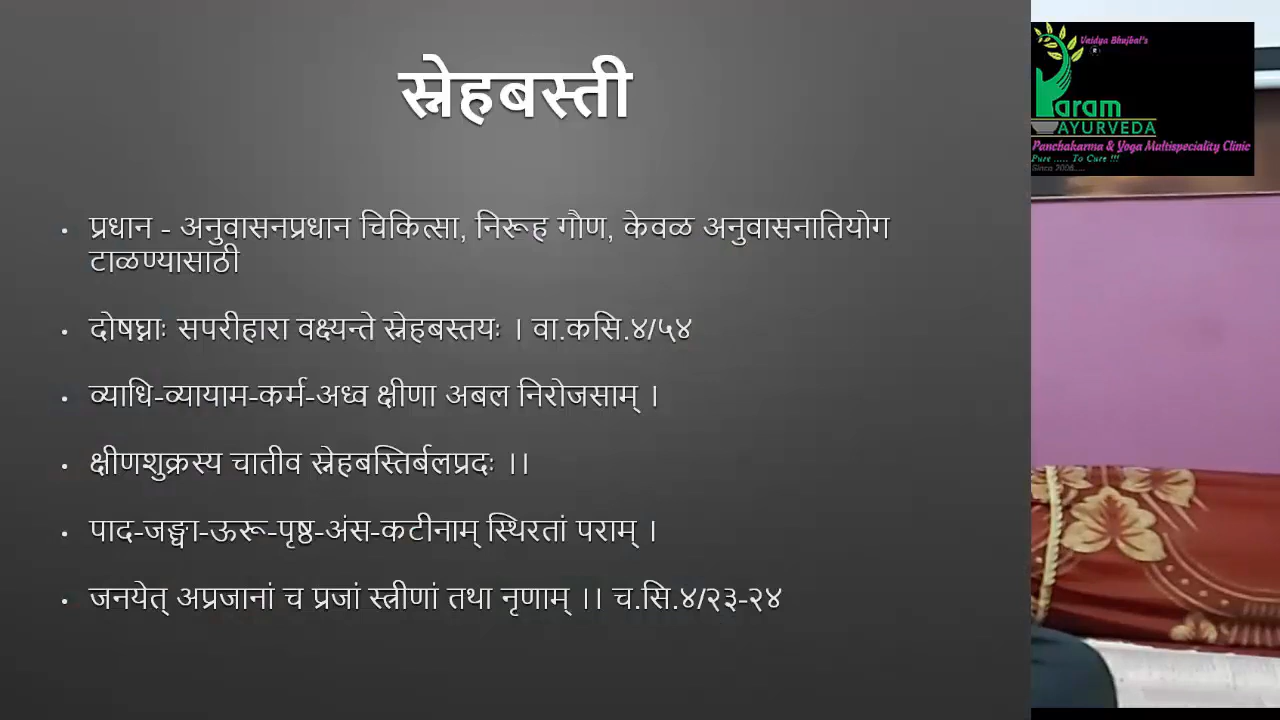 स्नेहबस्ती
• प्रधान - अनुवासनप्रधान चिकित्सा, निरूह गौण, केवळ अनुवासनातियोग
टाळण्यासाठी
• दोषघ्नाः सपरीहारा वक्ष्यन्ते स्नेहबस्तयः । वा.कसि.४/५४
• व्याधि-व्यायाम-कर्म-अध्व क्षीणा अबल निरोजसाम् ।
• क्षीणशुक्रस्य चातीव स्नेहबस्तिर्बलप्रदः ।।
• पाद-जङ्घा-ऊरू-पृष्ठ-अंस-कटीनाम् स्थिरतां पराम् ।
• जनयेत् अप्रजानां च प्रजां स्त्रीणां तथा नृणाम् ।। च.सि.४/२३-२४
Vaidya Bhujbal's
Param
AYURVEDA
Panchakarma & Yoga Multispeciality Clinic
Pure ..... To Cure !!!
Since 2006....